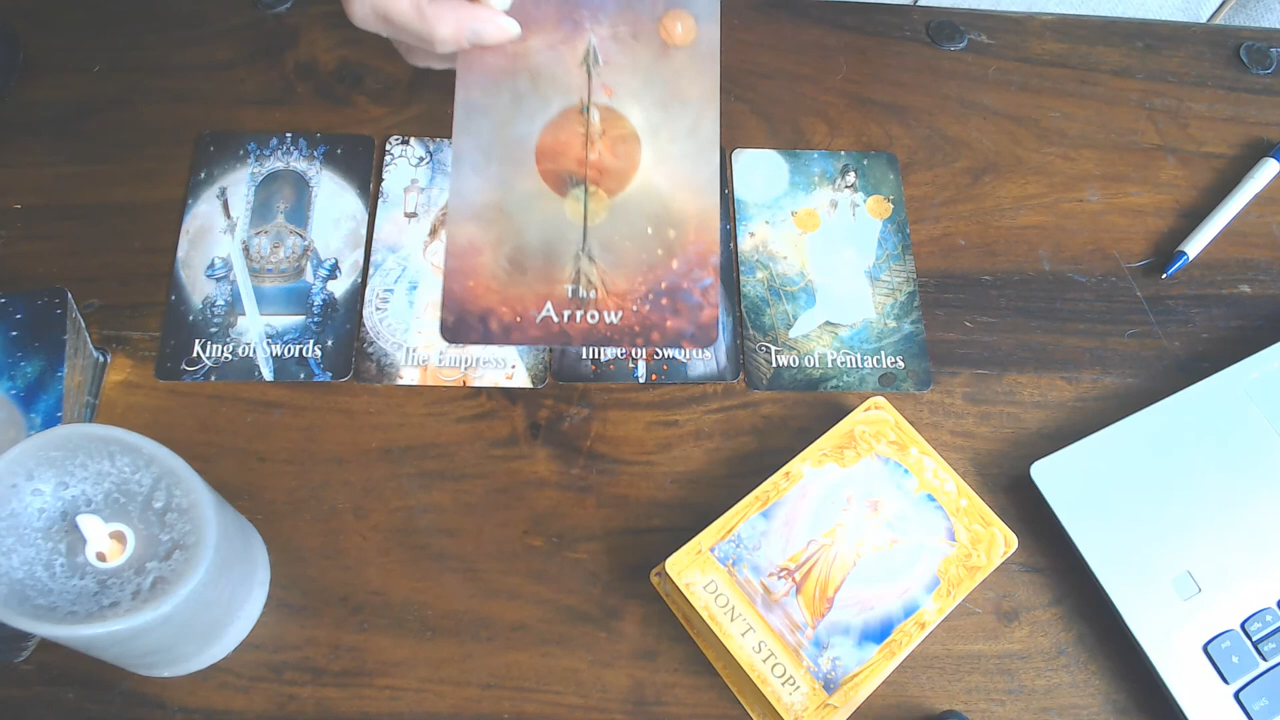 The
Arrow
King of Swords
The Empress
Three of Swords
Two of Pentacles
DON'T STOP!